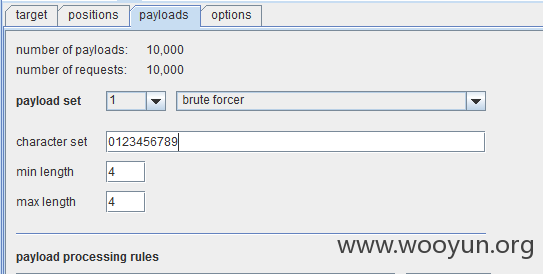 target positions payloads options
number of payloads: 10,000
number of requests: 10,000
payload set 1 brute forcer
character set 0123456789
min length 4
max length 4
www.wooyun.org
payload processing rules